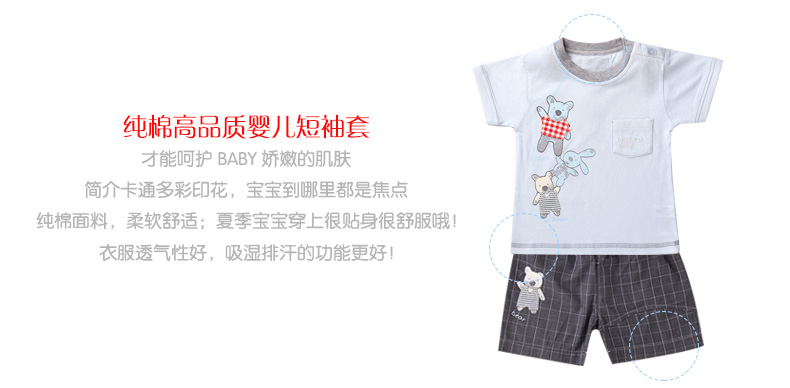 纯棉高品质婴儿短袖套
才能呵护 BABY 娇嫩的肌肤
简介卡通多彩印花，宝宝到哪里都是焦点
纯棉面料，柔软舒适；夏季宝宝穿上很贴身很舒服哦！
衣服透气性好，吸湿排汗的功能更好！